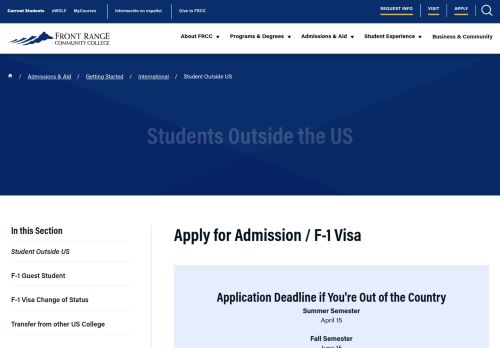 Current Students eWOLF MyCourses Información en español Give to FRCC REQUEST INFO VISIT APPLY
FRONT RANGE
COMMUNITY COLLEGE
About FRCC Programs & Degrees Admissions & Aid Student Experience Business & Community
/ Admissions & Aid / Getting Started / International / Student Outside US
Students Outside the US
In this Section
Student Outside US
F-1 Guest Student
F-1 Visa Change of Status
Transfer from other US College
Apply for Admission / F-1 Visa
Application Deadline if You're Out of the Country
Summer Semester
April 15
Fall Semester
June 15